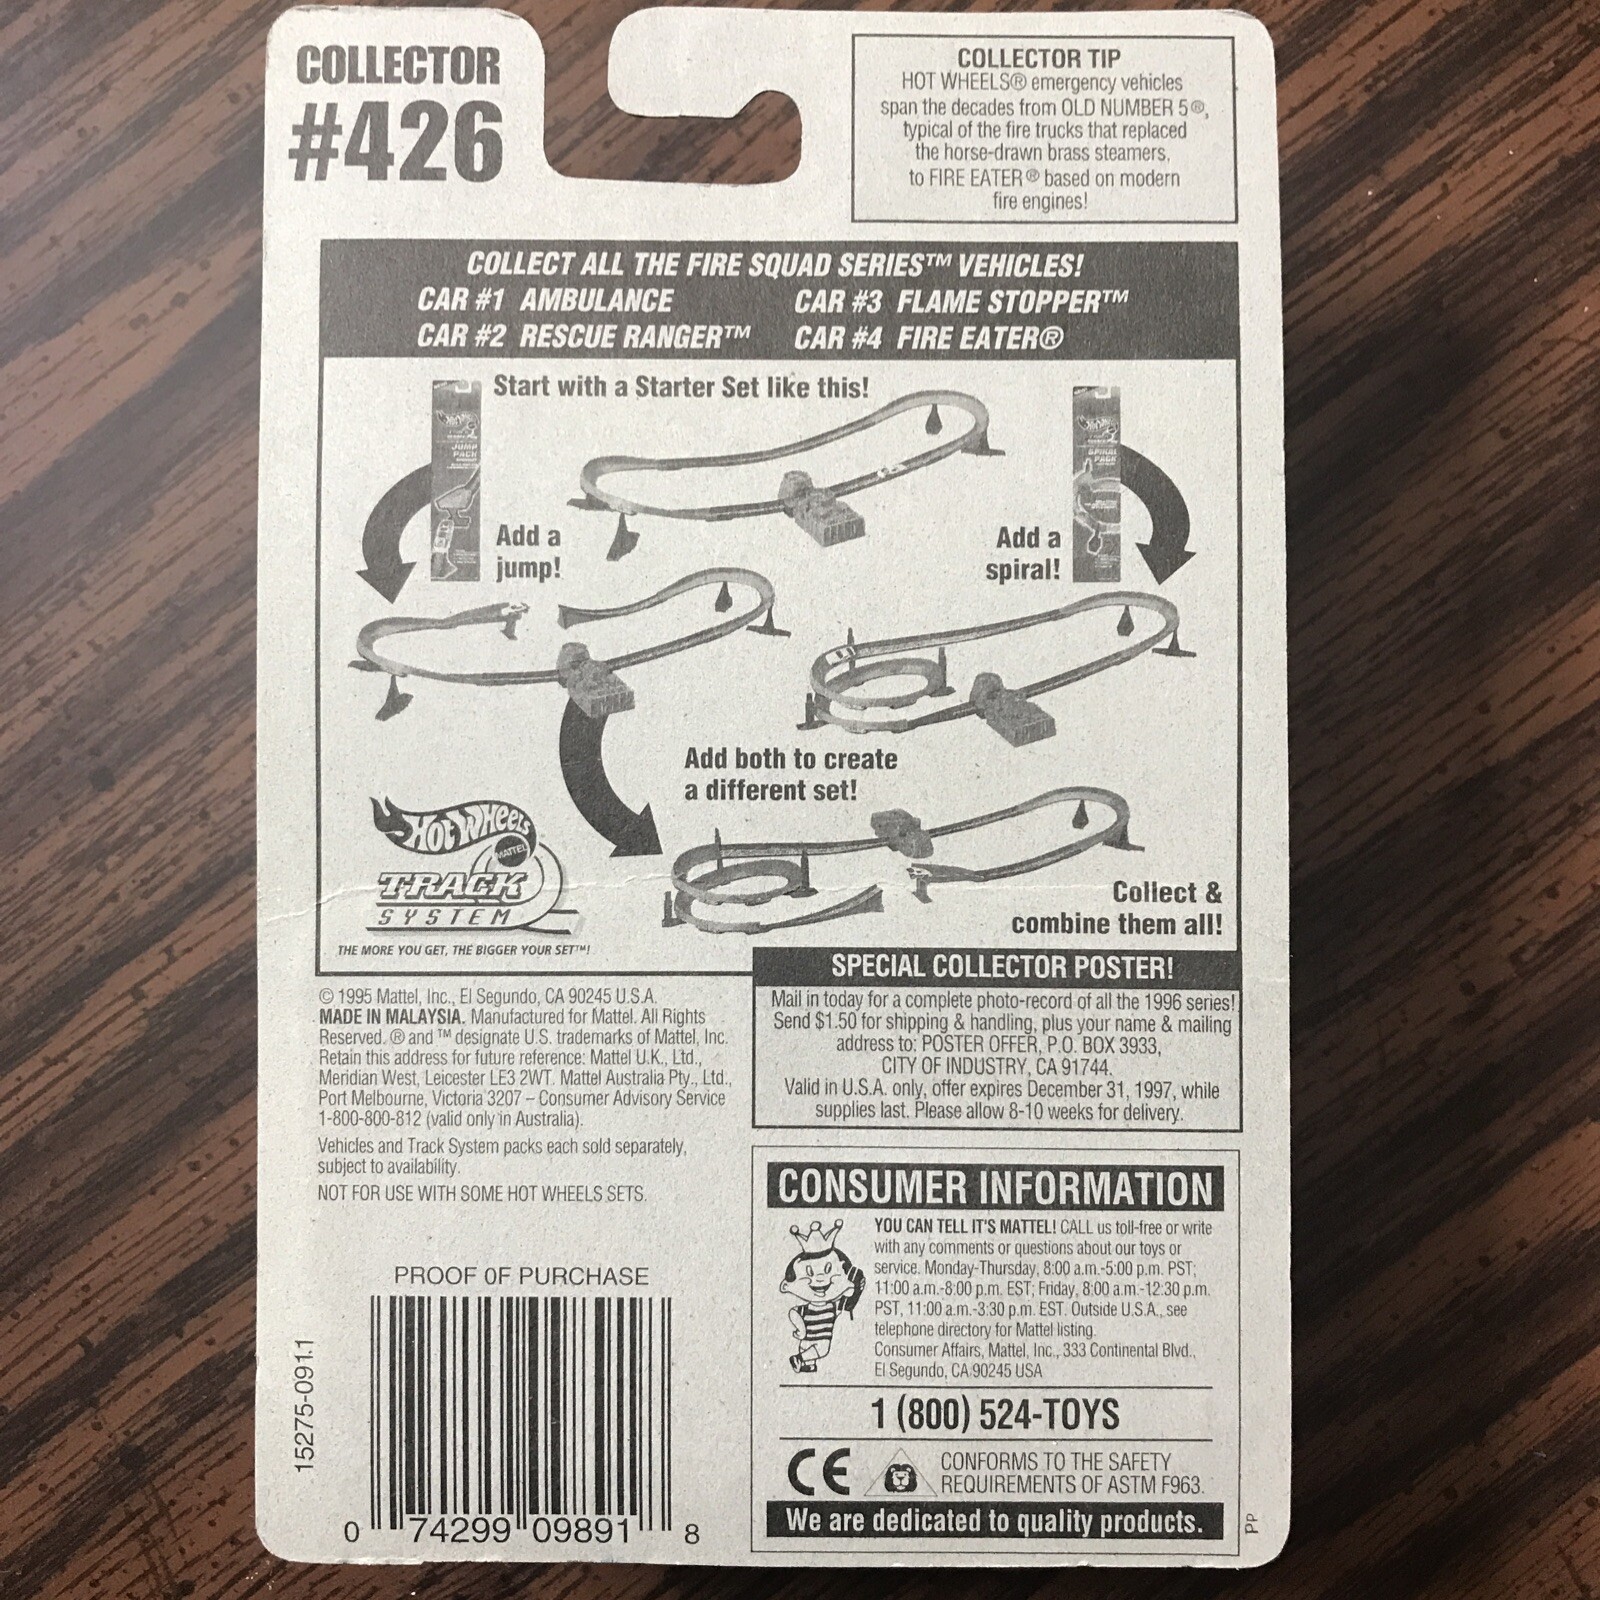 COLLECTOR
#426
COLLECTOR TIP
HOT WHEELS® emergency vehicles
span the decades from OLD NUMBER 5®,
typical of the fire trucks that replaced
the horse-drawn brass steamers,
to FIRE EATER® based on modern
fire engines!
COLLECT ALL THE FIRE SQUAD SERIES™ VEHICLES!
CAR #1 AMBULANCE
CAR #2 RESCUE RANGER™
CAR #3 FLAME STOPPER™
CAR #4 FIRE EATER®
Start with a Starter Set like this!
JUMP
PACK
SPIRAL
PACK
Add a
jump!
Add a
spiral!
Add both to create
a different set!
Hot Wheels
MATTEL
TRACK
SYSTEM
THE MORE YOU GET, THE BIGGER YOUR SET™!
Collect &
combine them all!
© 1995 Mattel, Inc., El Segundo, CA 90245 U.S.A.
MADE IN MALAYSIA. Manufactured for Mattel. All Rights
Reserved. ® and ™ designate U.S. trademarks of Mattel, Inc.
Retain this address for future reference: Mattel U.K., Ltd.,
Meridian West, Leicester LE3 2WT. Mattel Australia Pty., Ltd.,
Port Melbourne, Victoria 3207 – Consumer Advisory Service
1-800-800-812 (valid only in Australia).
Vehicles and Track System packs each sold separately,
subject to availability.
NOT FOR USE WITH SOME HOT WHEELS SETS.
SPECIAL COLLECTOR POSTER!
Mail in today for a complete photo-record of all the 1996 series!
Send $1.50 for shipping & handling, plus your name & mailing
address to: POSTER OFFER, P.O. BOX 3933,
CITY OF INDUSTRY, CA 91744.
Valid in U.S.A. only, offer expires December 31, 1997, while
supplies last. Please allow 8-10 weeks for delivery.
PROOF OF PURCHASE
15275-0911
0 74299 09891 8
CONSUMER INFORMATION
YOU CAN TELL IT'S MATTEL! CALL us toll-free or write
with any comments or questions about our toys or
service. Monday-Thursday, 8:00 a.m.-5:00 p.m. PST;
11:00 a.m.-8:00 p.m. EST; Friday, 8:00 a.m.-12:30 p.m.
PST, 11:00 a.m.-3:30 p.m. EST. Outside U.S.A., see
telephone directory for Mattel listing.
Consumer Affairs, Mattel, Inc., 333 Continental Blvd.,
El Segundo, CA 90245 USA
1 (800) 524-TOYS
CE
CONFORMS TO THE SAFETY
REQUIREMENTS OF ASTM F963.
We are dedicated to quality products.
Pp